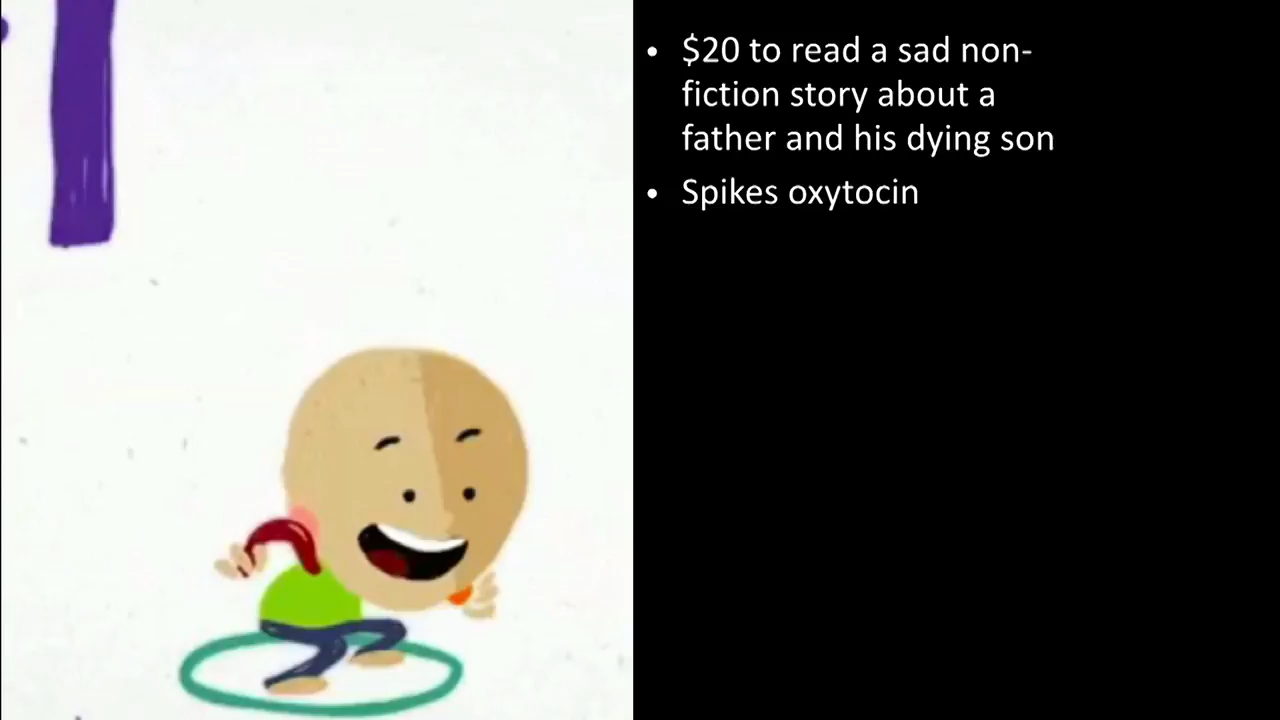 • $20 to read a sad non-
fiction story about a
father and his dying son
• Spikes oxytocin